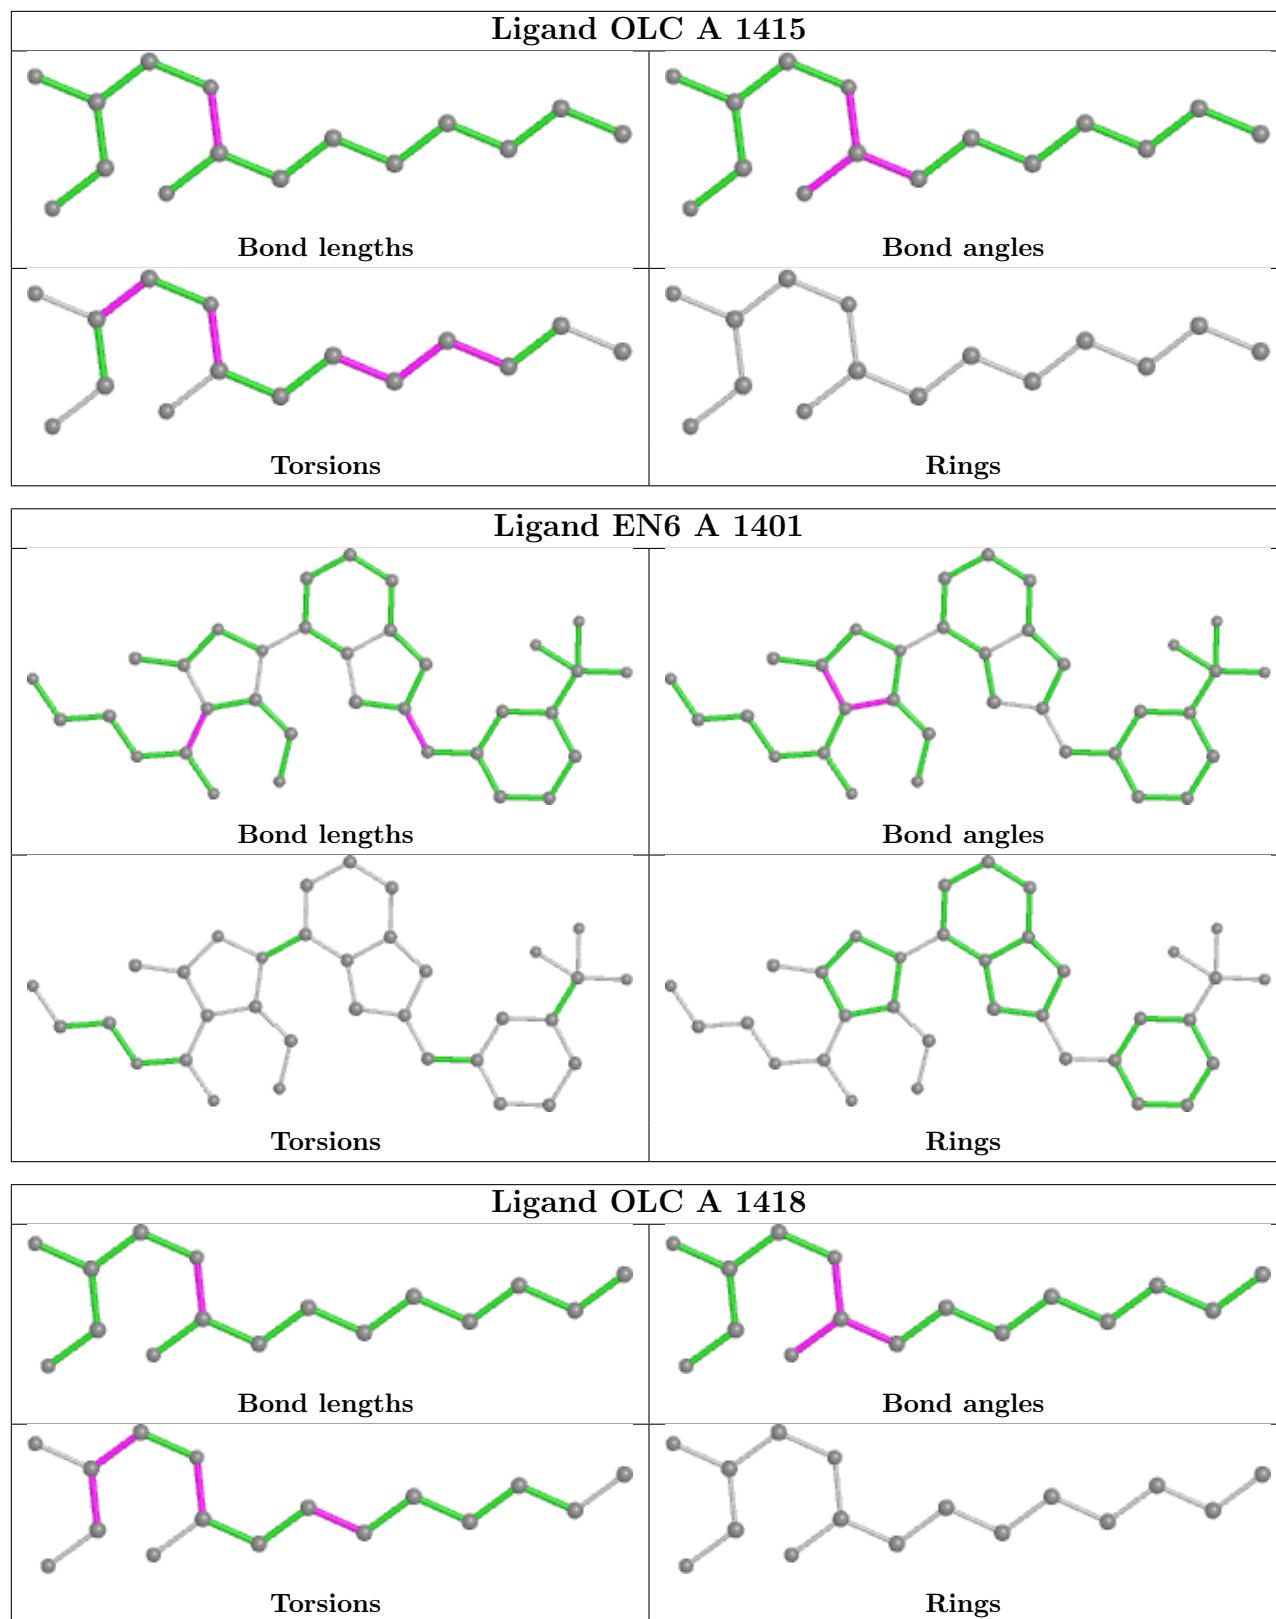 Ligand OLC A 1415
Bond lengths
Bond angles
Torsions
Rings
Ligand EN6 A 1401
Bond lengths
Bond angles
Torsions
Rings
Ligand OLC A 1418
Bond lengths
Bond angles
Torsions
Rings